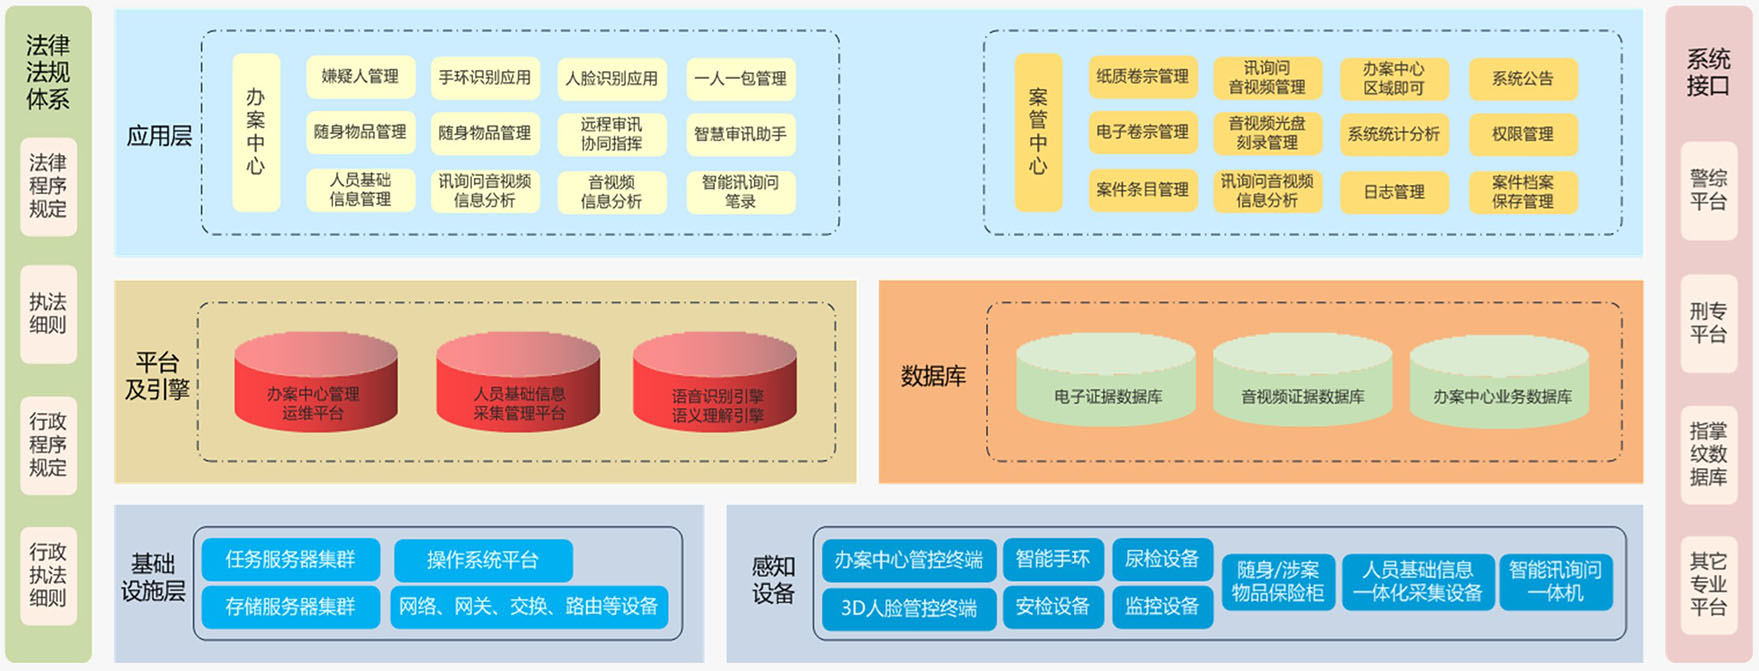 法律
法规
体系
法律
程序
规定
执法
细则
行政
程序
规定
行政
执法
细则
应用层
办
案
中
心
嫌疑人管理
手环识别应用
人脸识别应用
一人一包管理
随身物品管理
随身物品管理
远程审讯
协同指挥
智慧审讯助手
人员基础
信息管理
讯询问音视频
信息分析
音视频
信息分析
智能讯询问
笔录
案
管
中
心
纸质卷宗管理
讯询问
音视频管理
办案中心
区域即可
系统公告
电子卷宗管理
音视频光盘
刻录管理
系统统计分析
权限管理
案件条目管理
讯询问音视频
信息分析
日志管理
案件档案
保存管理
平台
及引擎
办案中心管理
运维平台
人员基础信息
采集管理平台
语音识别引擎
语义理解引擎
数据库
电子证据数据库
音视频证据数据库
办案中心业务数据库
基础
设施层
任务服务器集群
操作系统平台
存储服务器集群
网络、网关、交换、路由等设备
感知
设备
办案中心管控终端
智能手环
尿检设备
3D人脸管控终端
安检设备
监控设备
随身/涉案
物品保险柜
人员基础信息
一体化采集设备
智能讯询问
一体机
系统
接口
警综
平台
刑专
平台
指掌
纹数
据库
其它
专业
平台